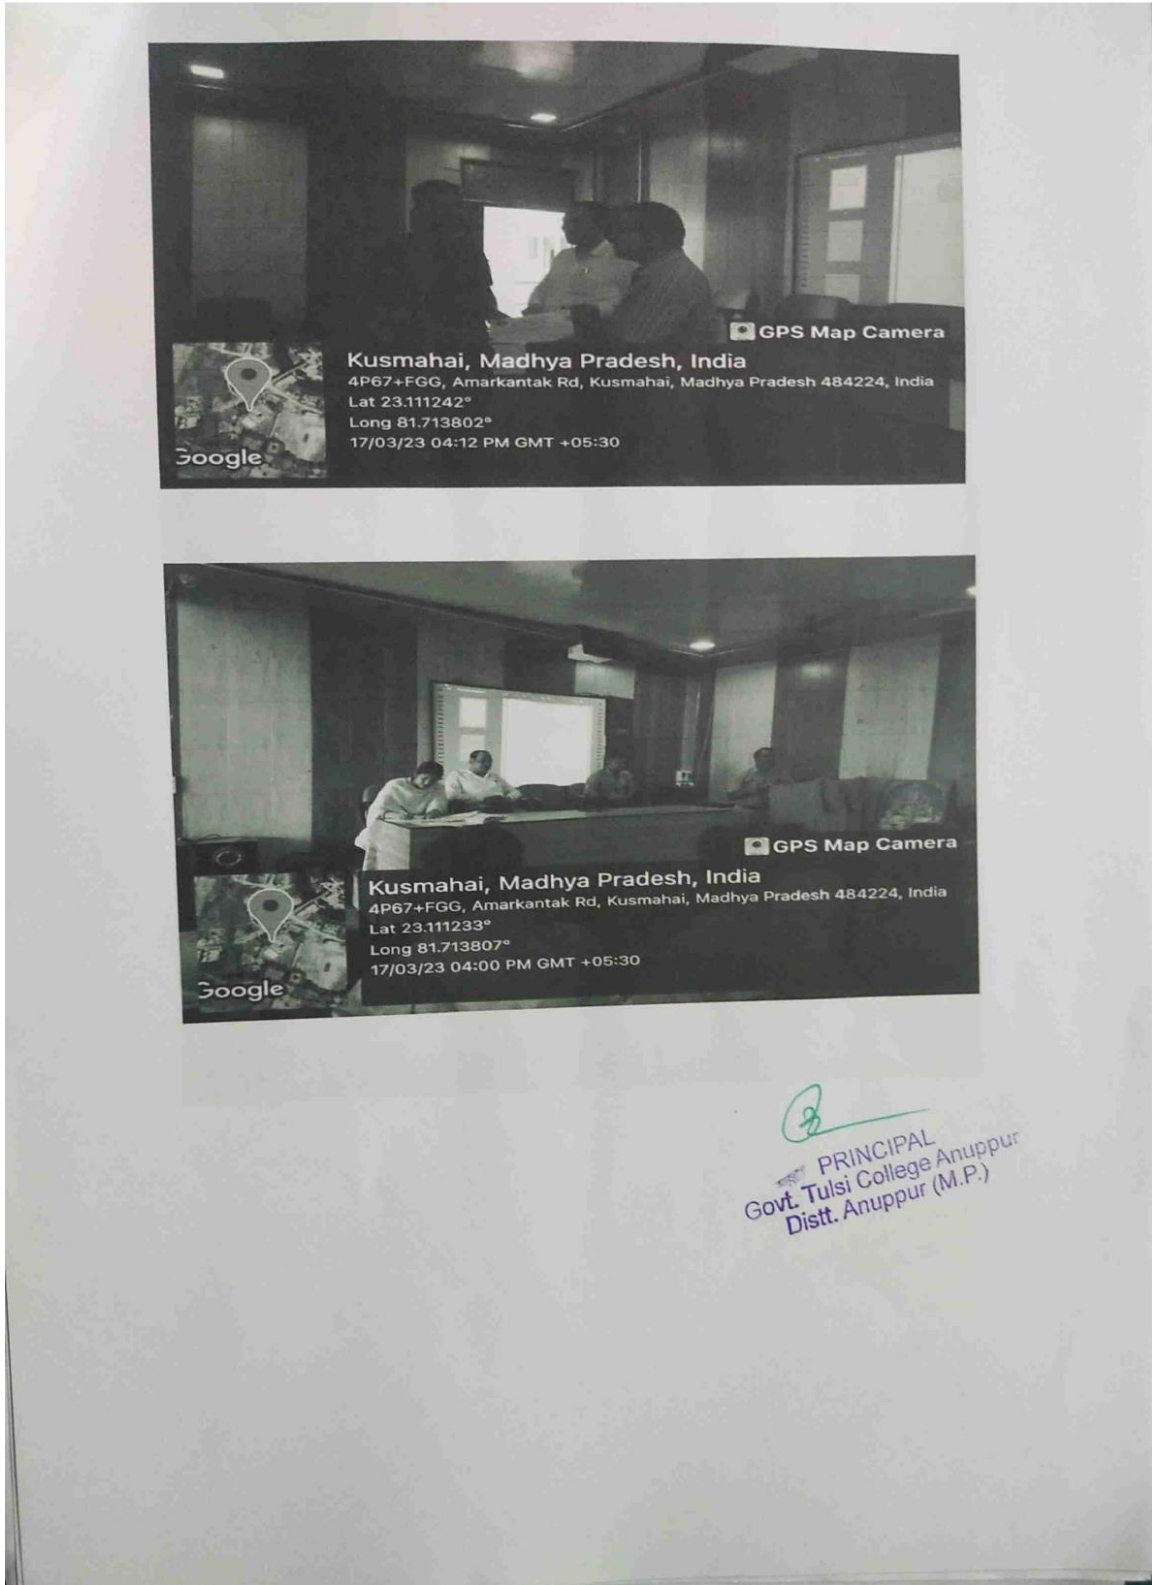 GPS Map Camera
Kusmahai, Madhya Pradesh, India
4P67+FGG, Amarkantak Rd, Kusmahai, Madhya Pradesh 484224, India
Lat 23.111242°
Long 81.713802°
17/03/23 04:12 PM GMT +05:30
Google
GPS Map Camera
Kusmahai, Madhya Pradesh, India
4P67+FGG, Amarkantak Rd, Kusmahai, Madhya Pradesh 484224, India
Lat 23.111233°
Long 81.713807°
17/03/23 04:00 PM GMT +05:30
Google
PRINCIPAL
Govt. Tulsi College Anuppur
Distt. Anuppur (M.P.)